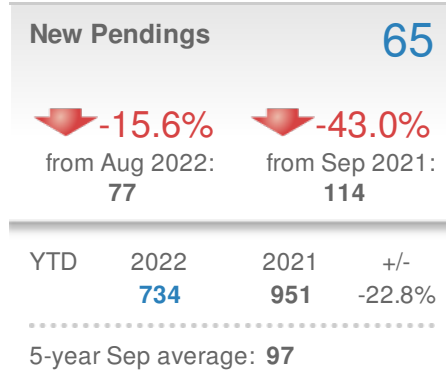 New Pendings 65
-15.6% -43.0%
from Aug 2022: from Sep 2021:
77 114
YTD 2022 2021 +/-
734 951 -22.8%
5-year Sep average: 97